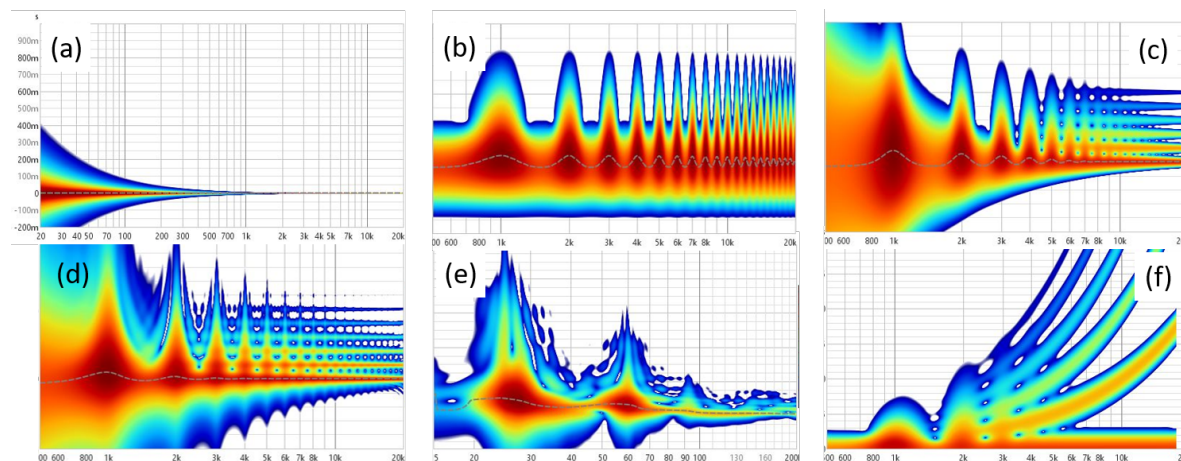 s
(a)
900m
800m
700m
600m
500m
400m
300m
200m
100m
0
-100m
-200m
20 30 40 50 70 100 200 300 500 700 1k 2k 3k 5k 7k 10k 20k
(b)
00 600 800 1k 2k 3k 4k 5k 6k 8k 10k 20k
(c)
00 600 800 1k 2k 3k 4k 5k 6k 7k 8k 10k
(d)
00 600 800 1k 2k 3k 4k 5k 6k 7k 8k 10k 20k
(e)
5 20 30 40 50 60 70 80 90 100 130 160 200
(f)
00 600 800 1k 2k 3k 4k 5k 6k 7k 8k 10k